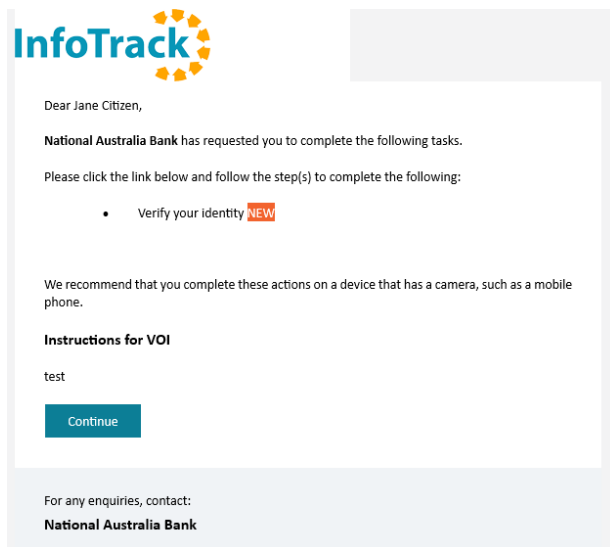 InfoTrack
Dear Jane Citizen,
National Australia Bank has requested you to complete the following tasks.
Please click the link below and follow the step(s) to complete the following:
• Verify your identity NEW
We recommend that you complete these actions on a device that has a camera, such as a mobile
phone.
Instructions for VOI
test
Continue
For any enquiries, contact:
National Australia Bank